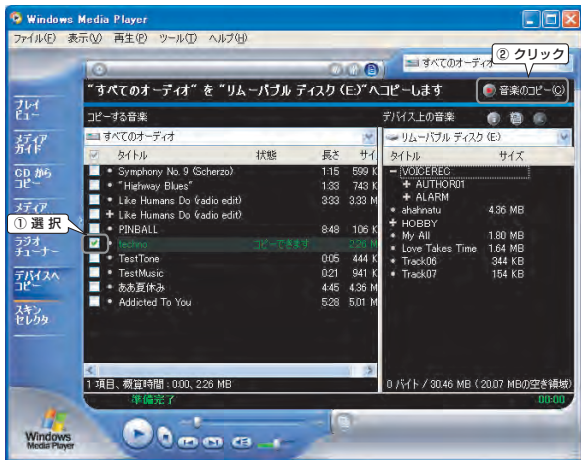 Windows Media Player
ファイル(F) 表示(V) 再生(P) ツール(T) ヘルプ(H)
すべてのオーディオ
② クリック
"すべてのオーディオ" を "リムーバブル ディスク (E:)"へコピーします
音楽のコピー(C)
プレイ
ビュー
メディア
ガイド
CD から
コピー
メディア
① 選 択
ラジオ
チューナー
デバイスへ
コピー
スキン
セレクタ
コピーする音楽
すべてのオーディオ
タイトル 状態 長さ サイ
Symphony No. 9 (Scherzo) 1:15 599 K
"Highway Blues" 1:33 743 K
Like Humans Do (radio edit) 3:33 3.33 M
Like Humans Do (radio edit)
PINBALL 8:48 106 K
techno コピーできます 2.26 M
TestTone 0:05 444 K
TestMusic 0:21 941 K
ああ夏休み 4:45 4.36 M
Addicted To You 5:28 5.01 M
1 項目、概算時間 : 0:00, 2.26 MB
デバイス上の音楽
リムーバブル ディスク (E:)
タイトル サイズ
VOICEREC
AUTHOR01
ALARM
ahahnatu 4.36 MB
HOBBY
My All 1.80 MB
Love Takes Time 1.64 MB
Track06 344 KB
Track07 154 KB
0 バイト / 30.46 MB ( 20.07 MBの空き領域)
準備完了
00:00
Windows
Media Player